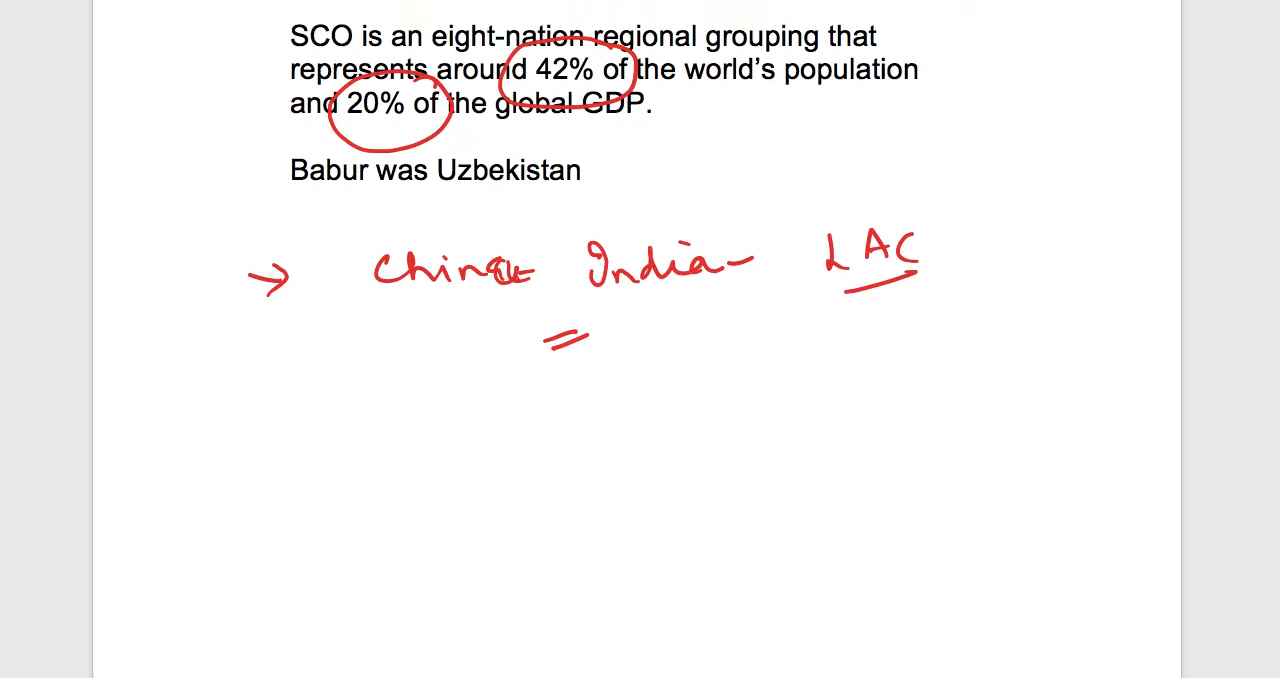 SCO is an eight-nation regional grouping that
represents around 42% of the world’s population
and 20% of the global GDP.
Babur was Uzbekistan
→ India - LAC